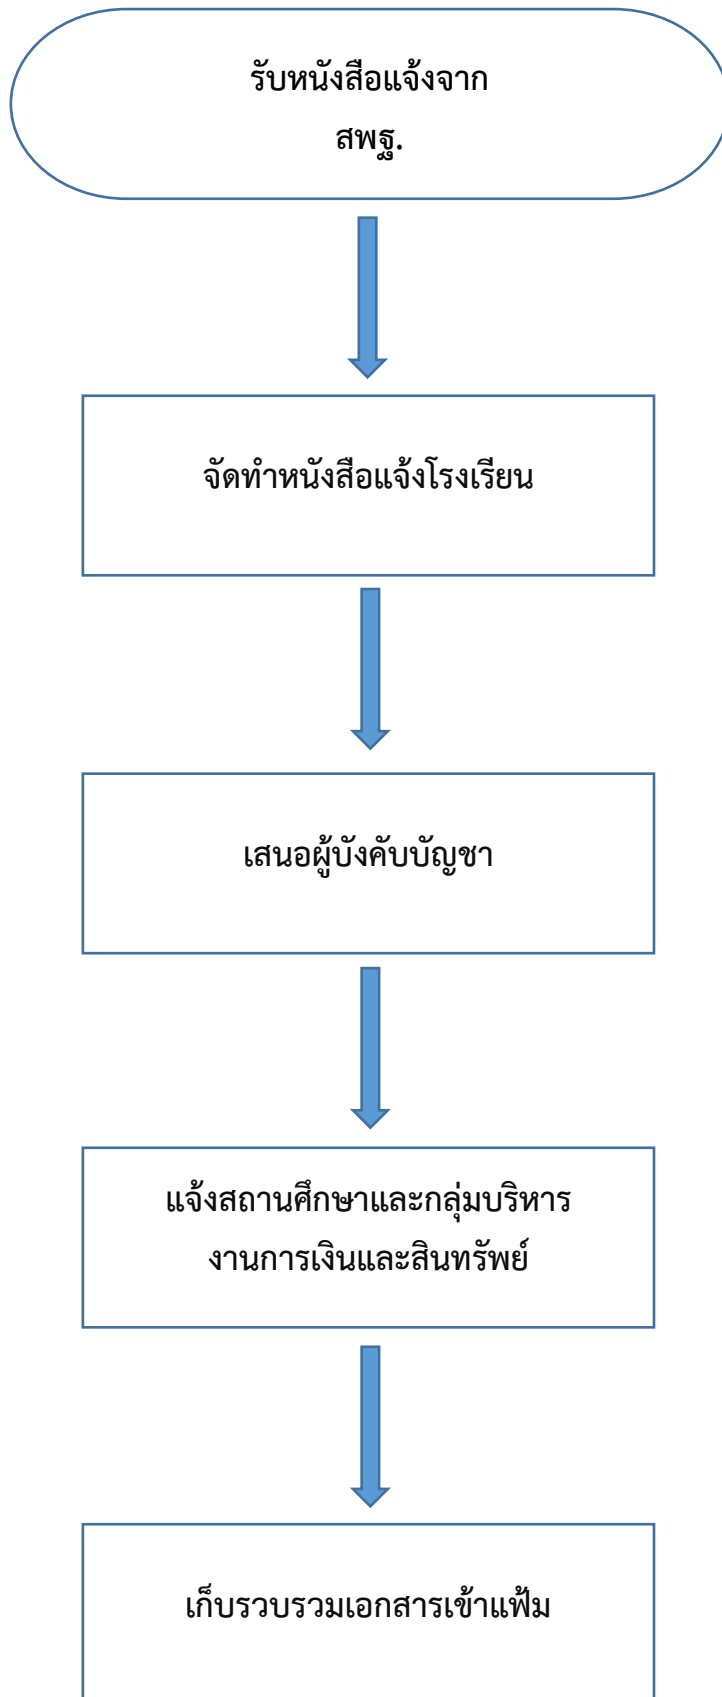 รับหนังสือแจ้งจาก
สพฐ.
จัดทำหนังสือแจ้งโรงเรียน
เสนอผู้บังคับบัญชา
แจ้งสถานศึกษาและกลุ่มบริหาร
งานการเงินและสินทรัพย์
เก็บรวบรวมเอกสารเข้าแฟ้ม